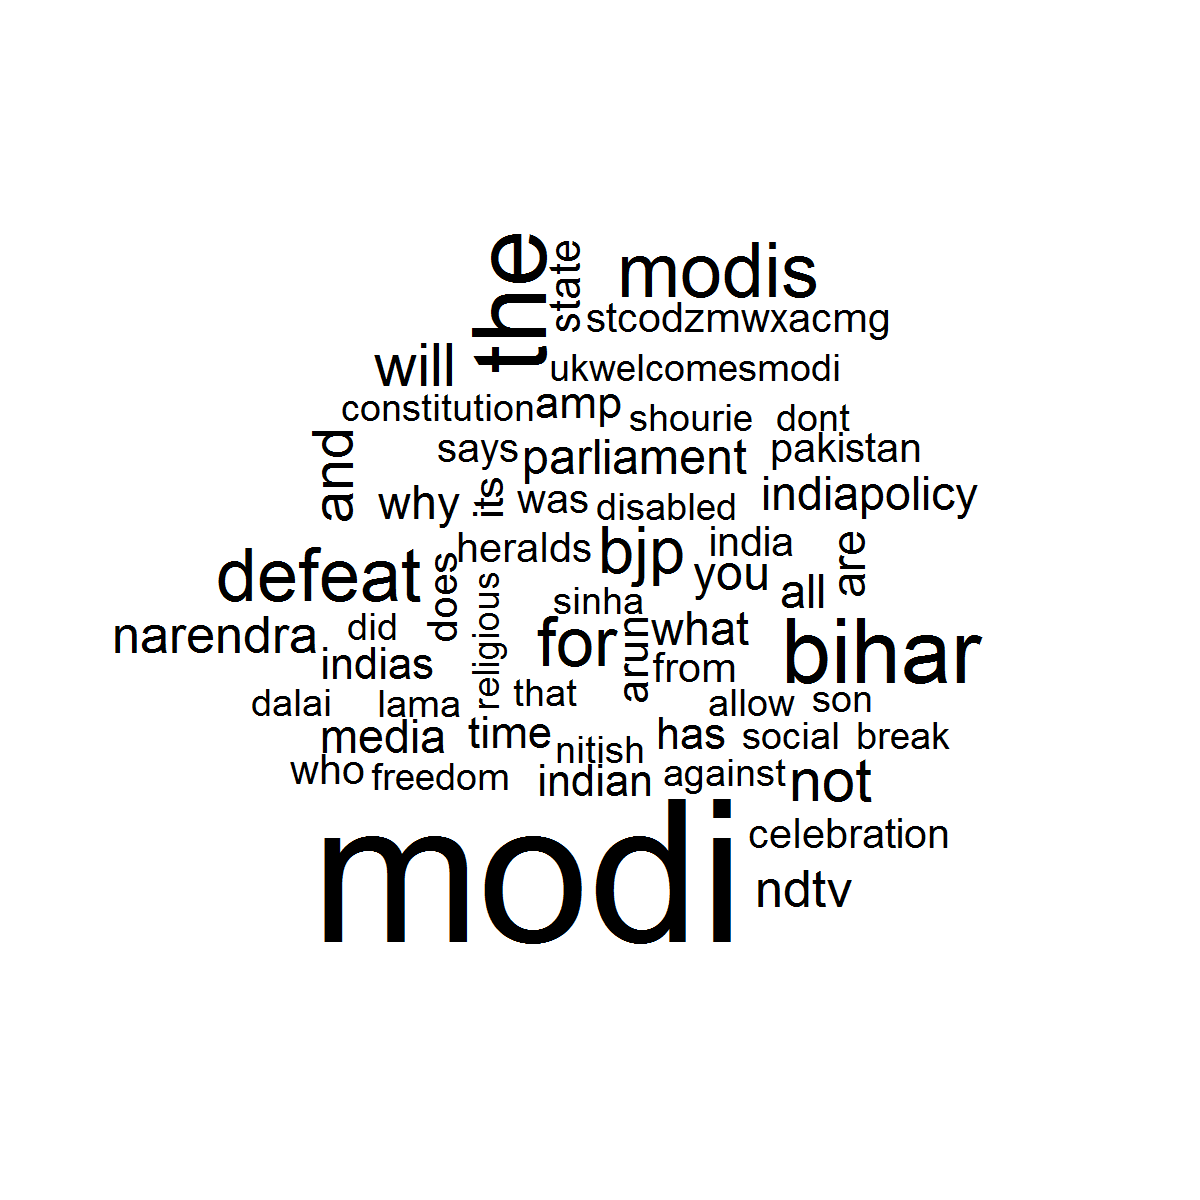 the
state
modis
stcodzmwxacmg
will
ukwelcomesmodi
constitution
amp
shourie
dont
and
says
parliament
pakistan
why
its
was
disabled
indiapolicy
defeat
does
heralds
bjp
india
you
are
all
narendra
did
indias
religious
sinha
for
arun
what
from
bihar
dalai
lama
that
allow
son
media
time
nitish
has
social
break
who
freedom
indian
against
not
modi
celebration
ndtv